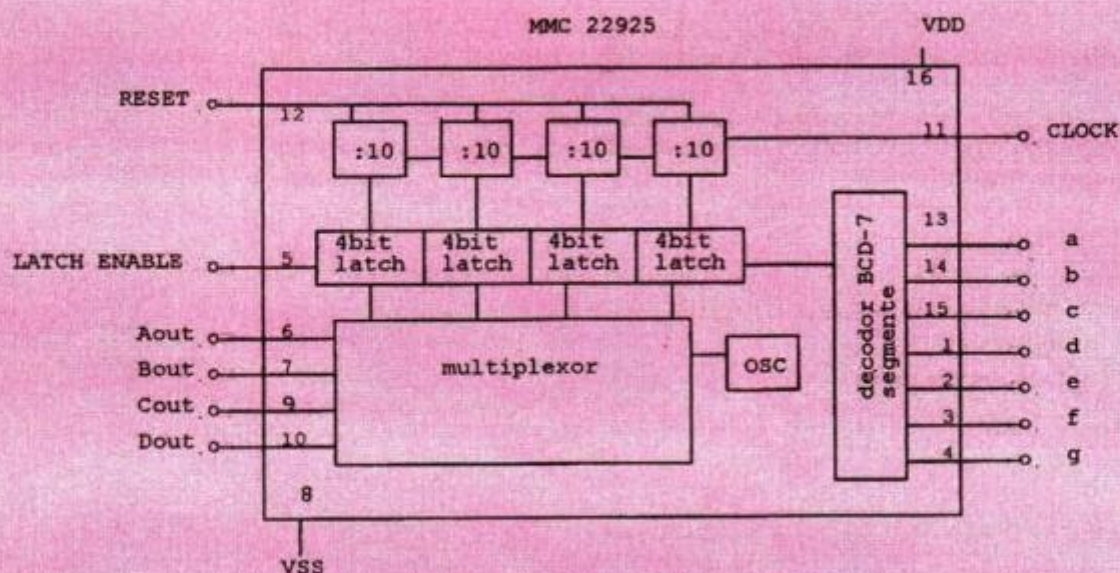 MMC 22925
VDD
16
RESET
12
:10 :10 :10 :10
11
CLOCK
13
a
LATCH ENABLE
5
4bit latch
4bit latch
4bit latch
4bit latch
14
b
15
c
Aout
6
Bout
7
Cout
9
Dout
10
multiplexor
OSC
decodor BCD-7
segmente
1
d
2
e
3
f
4
g
8
VSS